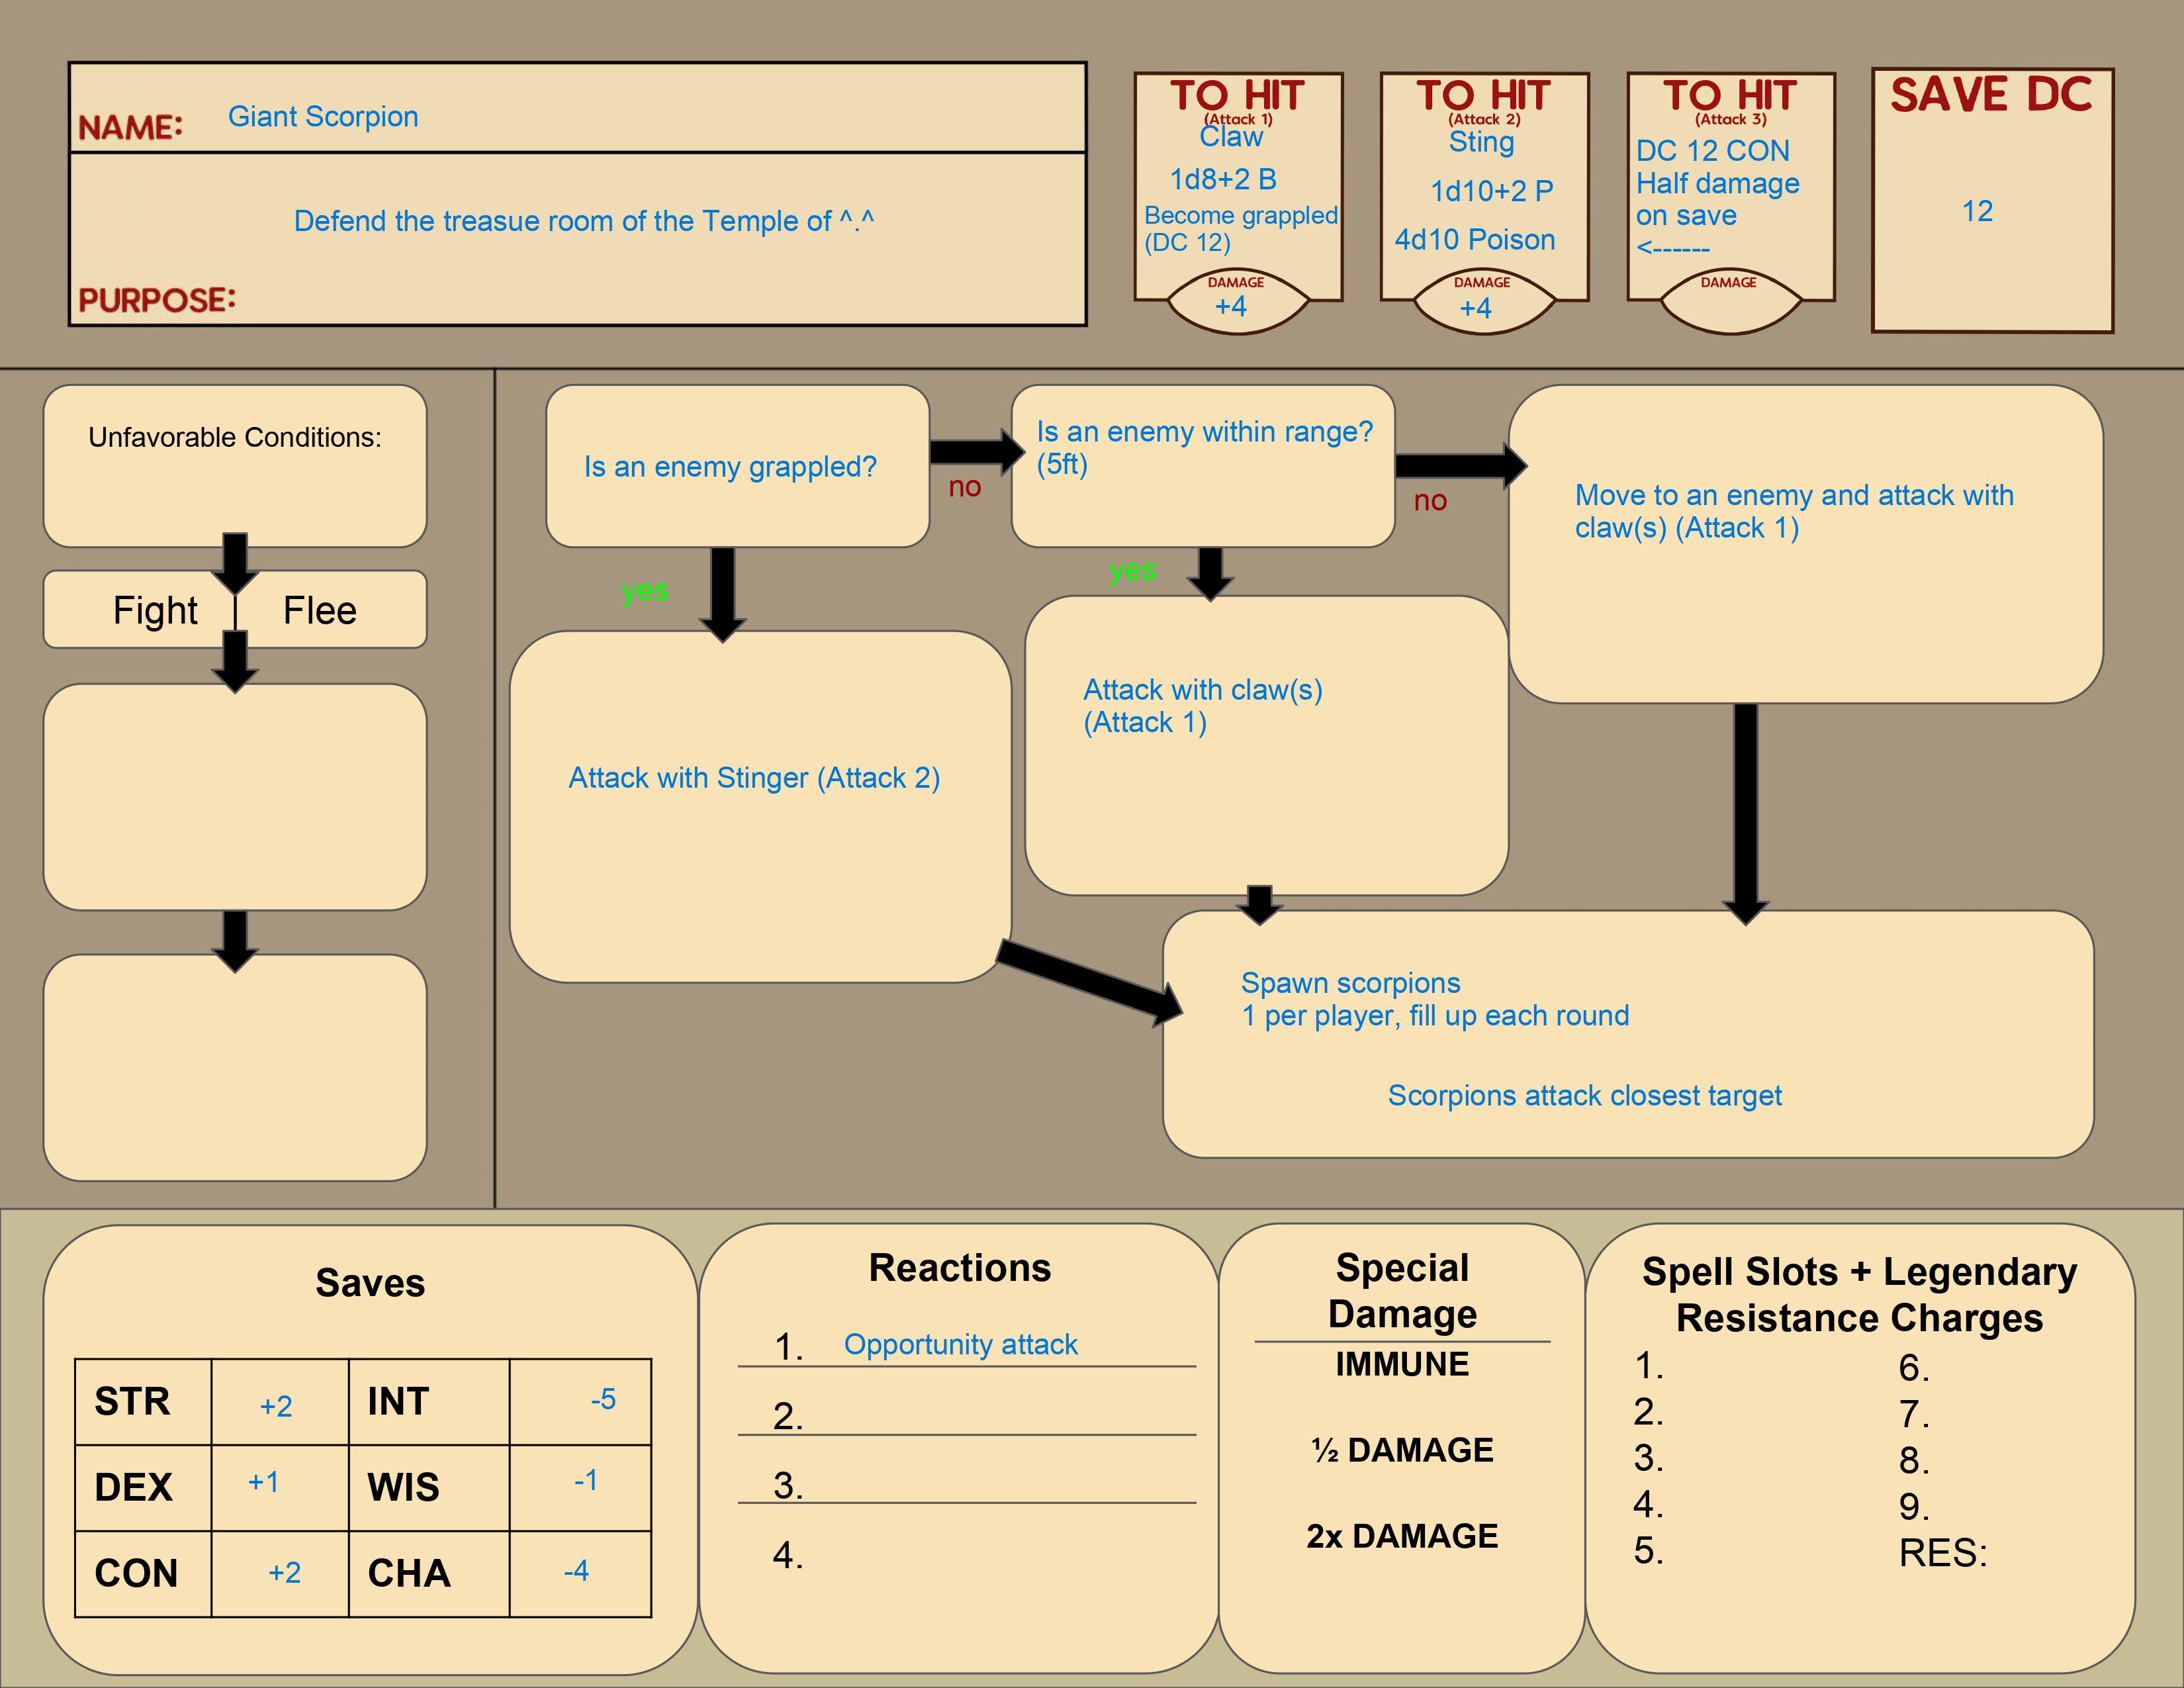 NAME: Giant Scorpion
Defend the treasue room of the Temple of ^.^
PURPOSE:
TO HIT
(Attack 1)
Claw
1d8+2 B
Become grappled
(DC 12)
DAMAGE
+4
TO HIT
(Attack 2)
Sting
1d10+2 P
4d10 Poison
DAMAGE
+4
TO HIT
(Attack 3)
DC 12 CON
Half damage
on save
<------
DAMAGE
SAVE DC
12
Unfavorable Conditions:
Fight Flee
Is an enemy grappled?
no
Is an enemy within range?
(5ft)
no
Move to an enemy and attack with
claw(s) (Attack 1)
yes
yes
Attack with Stinger (Attack 2)
Attack with claw(s)
(Attack 1)
Spawn scorpions
1 per player, fill up each round
Scorpions attack closest target
Saves
STR +2 INT -5
DEX +1 WIS -1
CON +2 CHA -4
Reactions
1. Opportunity attack
2.
3.
4.
Special
Damage
IMMUNE
½ DAMAGE
2x DAMAGE
Spell Slots + Legendary
Resistance Charges
1. 6.
2. 7.
3. 8.
4. 9.
5. RES: